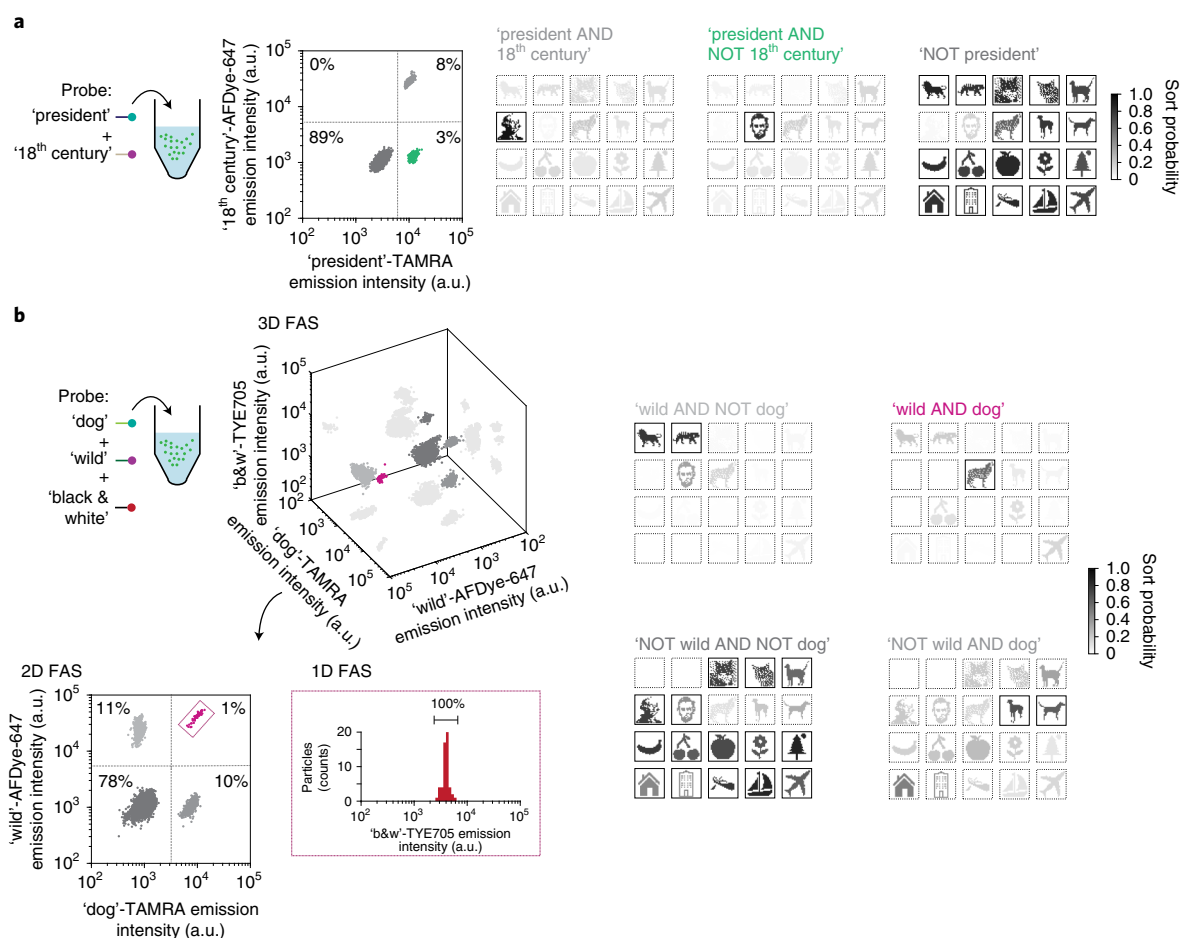 a
Probe:
'president'
+
'18th century'
'18th century'-AFDye-647
emission intensity (a.u.)
10^5
10^4
10^3
10^2
0%
8%
89%
3%
10^2
10^3
10^4
10^5
'president'-TAMRA
emission intensity (a.u.)
'president AND
18th century'
'president AND
NOT 18th century'
'NOT president'
1.0
0.8
0.6
0.4
0.2
0
Sort probability
b
Probe:
'dog'
+
'wild'
+
'black &
white'
3D FAS
'b&w'-TYE705
emission intensity (a.u.)
10^5
10^4
10^3
10^2
10^2
10^3
10^4
10^5
'dog'-TAMRA
emission intensity (a.u.)
10^5
10^4
10^3
10^2
'wild'-AFDye-647
emission intensity (a.u.)
2D FAS
'wild'-AFDye-647
emission intensity (a.u.)
10^5
10^4
10^3
10^2
11%
1%
78%
10%
10^2
10^3
10^4
10^5
'dog'-TAMRA emission
intensity (a.u.)
1D FAS
100%
Particles
(counts)
20
10
0
10^2
10^3
10^4
10^5
'b&w'-TYE705 emission
intensity (a.u.)
'wild AND NOT dog'
'wild AND dog'
'NOT wild AND NOT dog'
'NOT wild AND dog'
1.0
0.8
0.6
0.4
0.2
0
Sort probability